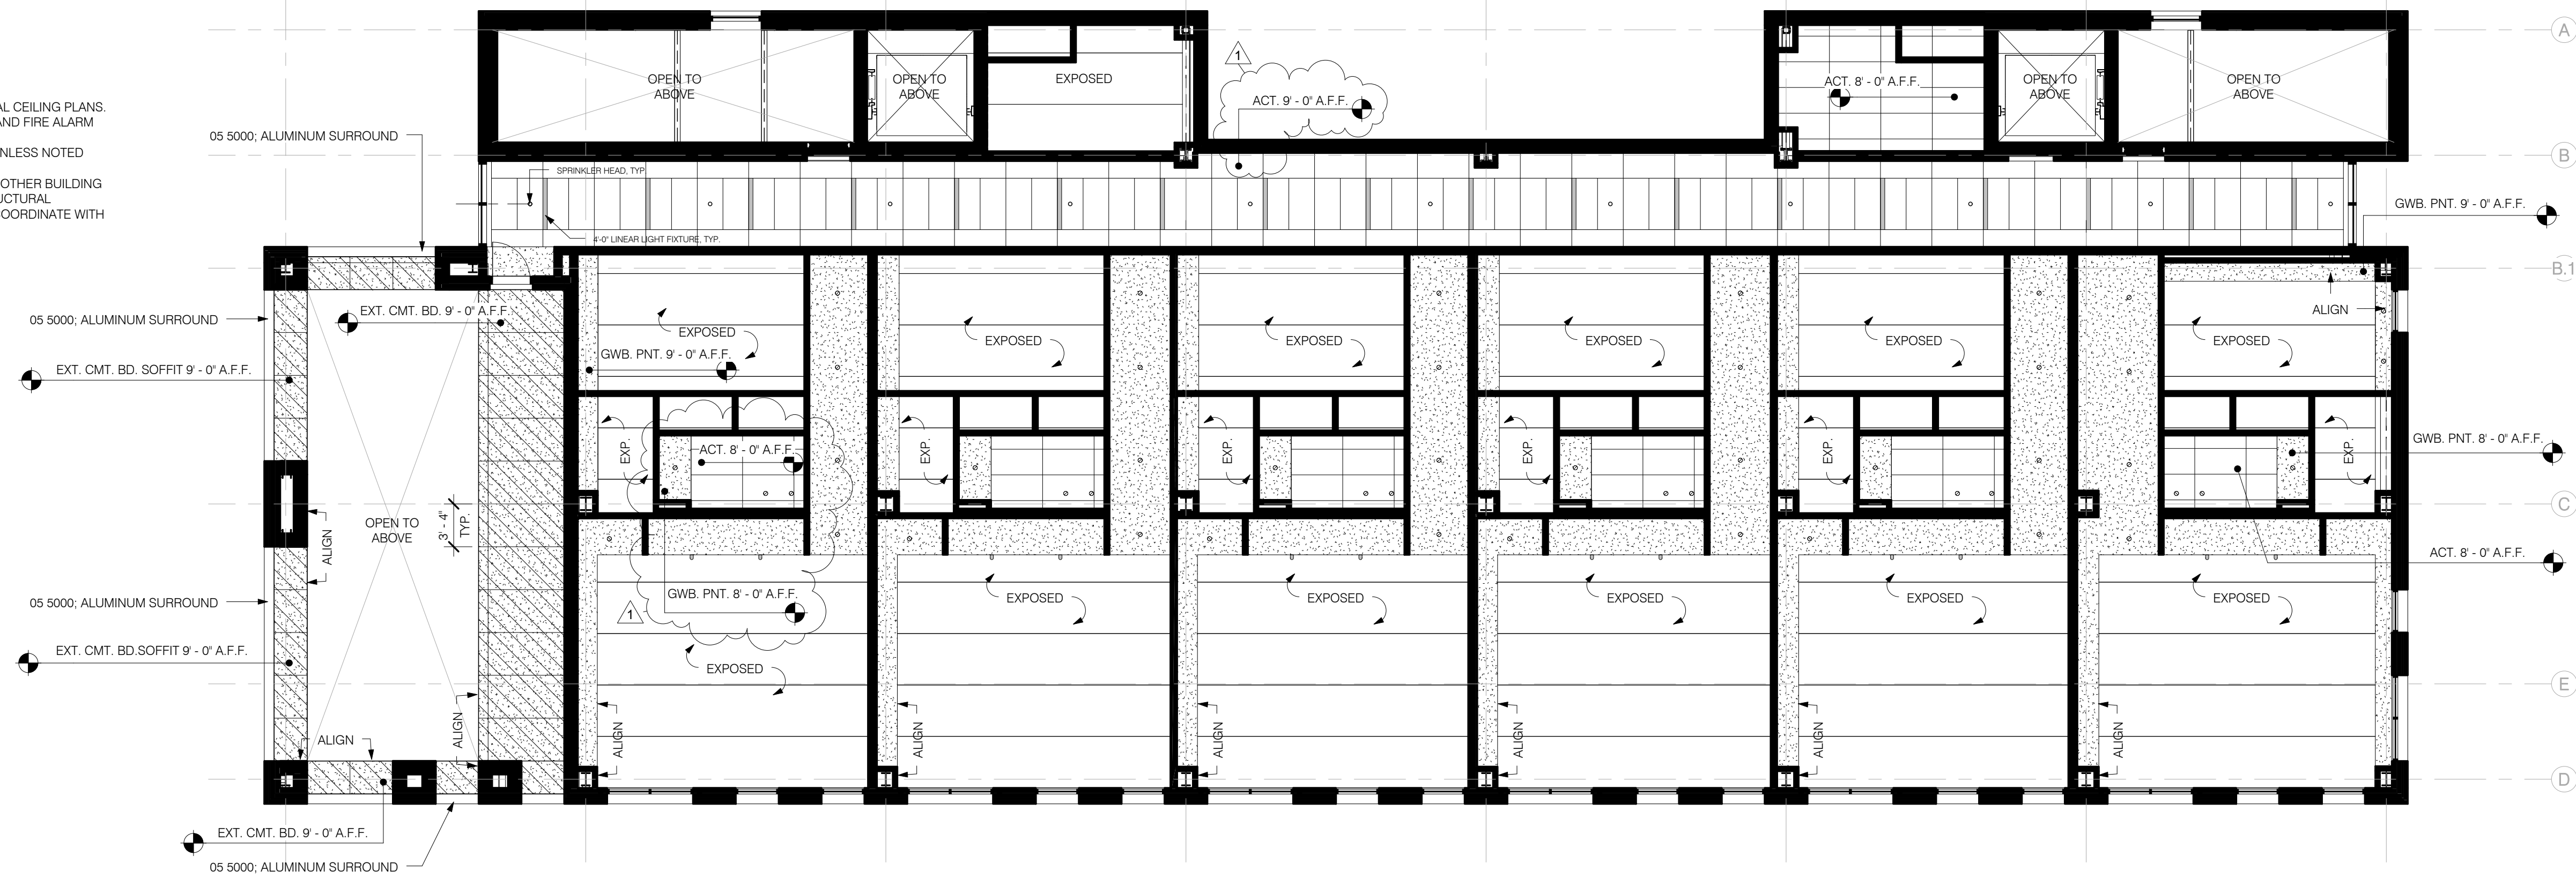 AL CEILING PLANS.
AND FIRE ALARM
NLESS NOTED
OTHER BUILDING
UCTURAL
OORDINATE WITH
OPEN TO
ABOVE
OPEN TO
ABOVE
EXPOSED
1
ACT. 9' - 0" A.F.F.
ACT. 8' - 0" A.F.F.
OPEN TO
ABOVE
OPEN TO
ABOVE
A
05 5000; ALUMINUM SURROUND
B
SPRINKLER HEAD, TYP.
GWB. PNT. 9' - 0" A.F.F.
4'-0" LINEAR LIGHT FIXTURE, TYP.
B.1
05 5000; ALUMINUM SURROUND
EXT. CMT. BD. 9' - 0" A.F.F.
EXPOSED
EXPOSED
EXPOSED
EXPOSED
EXPOSED
EXPOSED
ALIGN
GWB. PNT. 9' - 0" A.F.F.
EXT. CMT. BD. SOFFIT 9' - 0" A.F.F.
EXP.
ACT. 8' - 0" A.F.F.
EXP.
EXP.
EXP.
EXP.
EXP.
GWB. PNT. 8' - 0" A.F.F.
C
ALIGN
OPEN TO
ABOVE
3' - 4"
TYP.
ACT. 8' - 0" A.F.F.
05 5000; ALUMINUM SURROUND
1
GWB. PNT. 8' - 0" A.F.F.
EXPOSED
EXPOSED
EXPOSED
EXPOSED
EXPOSED
EXPOSED
EXT. CMT. BD.SOFFIT 9' - 0" A.F.F.
E
ALIGN
ALIGN
ALIGN
ALIGN
ALIGN
ALIGN
ALIGN
ALIGN
D
EXT. CMT. BD. 9' - 0" A.F.F.
05 5000; ALUMINUM SURROUND